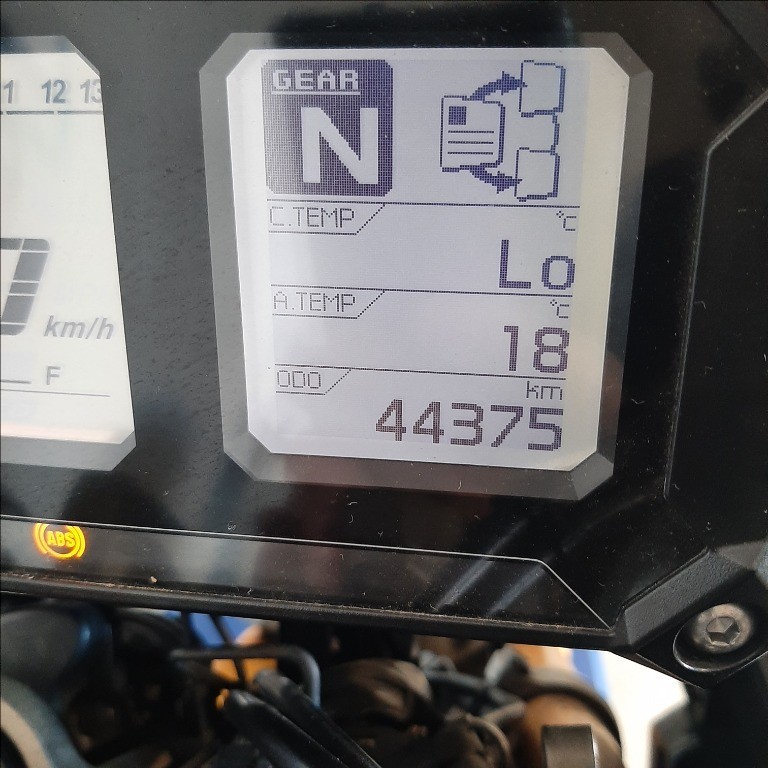 11 12 13
km/h
F
GEAR
N
C.TEMP °C
Lo
A.TEMP °C
18
ODO km
44375
ABS